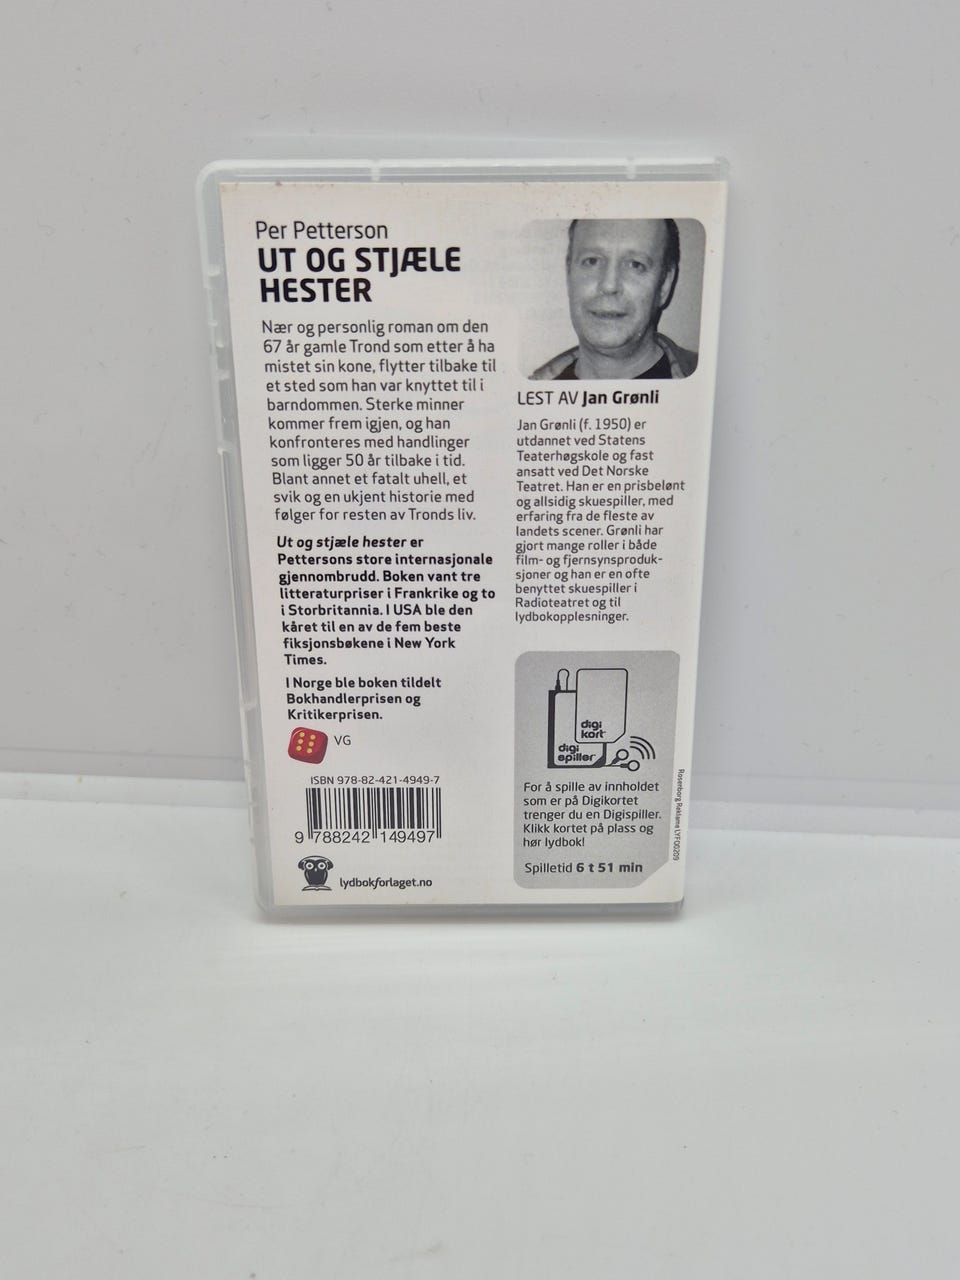 Per Petterson
UT OG STJÆLE
HESTER
Nær og personlig roman om den
67 år gamle Trond som etter å ha
mistet sin kone, flytter tilbake til
et sted som han var knyttet til i
barndommen. Sterke minner
kommer frem igjen, og han
konfronteres med handlinger
som ligger 50 år tilbake i tid.
Blant annet et fatalt uhell, et
svik og en ukjent historie med
følger for resten av Tronds liv.
Ut og stjæle hester er
Pettersons store internasjonale
gjennombrudd. Boken vant tre
litteraturpriser i Frankrike og to
i Storbritannia. I USA ble den
kåret til en av de fem beste
fiksjonsbøkene i New York
Times.
I Norge ble boken tildelt
Bokhandlerprisen og
Kritikerprisen.
VG
ISBN 978-82-421-4949-7
9 788242 149497
lydbokforlaget.no
LEST AV Jan Grønli
Jan Grønli (f. 1950) er
utdannet ved Statens
Teaterhøgskole og fast
ansatt ved Det Norske
Teatret. Han er en prisbelønt
og allsidig skuespiller, med
erfaring fra de fleste av
landets scener. Grønli har
gjort mange roller i både
film- og fjernsynsproduk-
sjoner og han er en ofte
benyttet skuespiller i
Radioteatret og til
lydbokopplesninger.
digi
kort
digi
spiller
For å spille av innholdet
som er på Digikortet
trenger du en Digispiller.
Klikk kortet på plass og
hør lydbok!
Spilletid 6 t 51 min
Rosenborg Reklame LYF00209